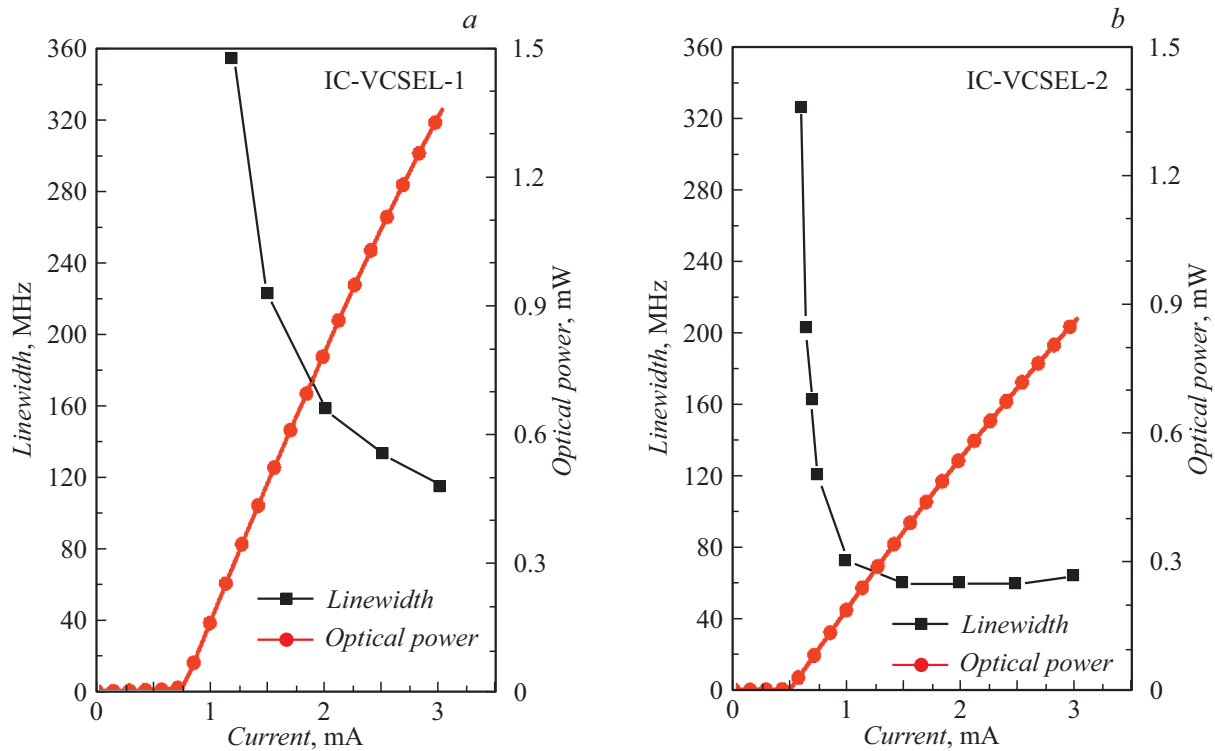 a
IC-VCSEL-1
360
320
280
240
200
160
120
80
40
0
Linewidth, MHz
1.5
1.2
0.9
0.6
0.3
0
Optical power, mW
Linewidth
Optical power
0 1 2 3
Current, mA
b
IC-VCSEL-2
360
320
280
240
200
160
120
80
40
0
Linewidth, MHz
1.5
1.2
0.9
0.6
0.3
0
Optical power, mW
Linewidth
Optical power
0 1 2 3
Current, mA